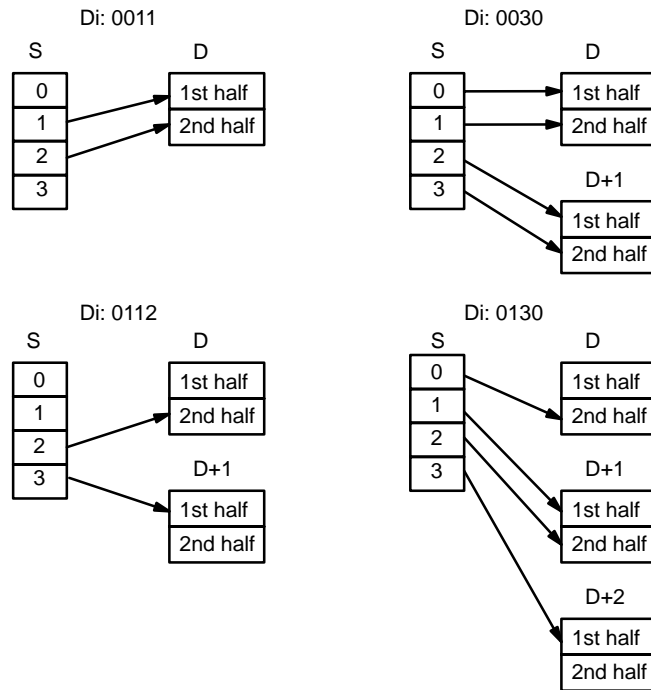 Di: 0011
S
D
0
1
2
3
1st half
2nd half
Di: 0030
S
D
0
1
2
3
1st half
2nd half
D+1
1st half
2nd half
Di: 0112
S
D
0
1
2
3
1st half
2nd half
D+1
1st half
2nd half
Di: 0130
S
D
0
1
2
3
1st half
2nd half
D+1
1st half
2nd half
D+2
1st half
2nd half